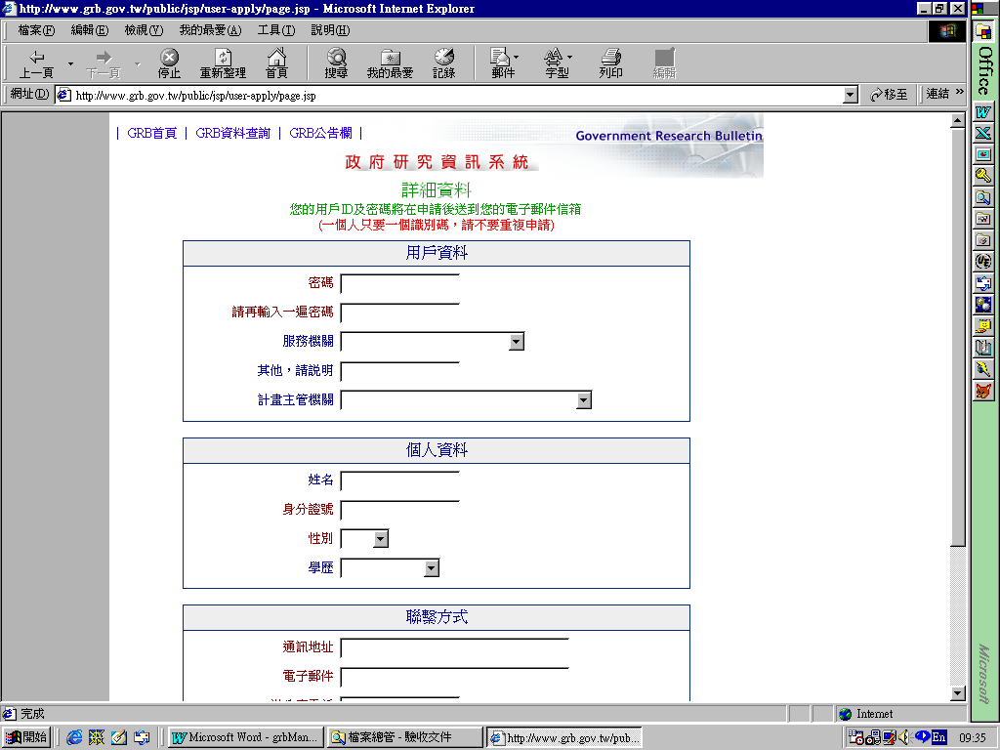 http://www.grb.gov.tw/public/jsp/user-apply/page.jsp - Microsoft Internet Explorer
檔案(F) 編輯(E) 檢視(V) 我的最愛(A) 工具(T) 說明(H)
上一頁 下一頁 停止 重新整理 首頁 搜尋 我的最愛 記錄 郵件 字型 列印 編輯
網址(D) http://www.grb.gov.tw/public/jsp/user-apply/page.jsp 移至 連結 »
Office
| GRB首頁 | GRB資料查詢 | GRB公告欄 |
Government Research Bulletin
政府研究資訊系統
詳細資料
您的用戶ID及密碼將在申請後送到您的電子郵件信箱
(一個人只要一個識別碼，請不要重複申請)
用戶資料
密碼
請再輸入一遍密碼
服務機關
其他，請說明
計畫主管機關
個人資料
姓名
身分證號
性別
學歷
聯繫方式
通訊地址
電子郵件
Microsoft
完成 Internet
開始 Microsoft Word - grbMan... 檔案總管 - 驗收文件 http://www.grb.gov.tw/pub... En 09:35